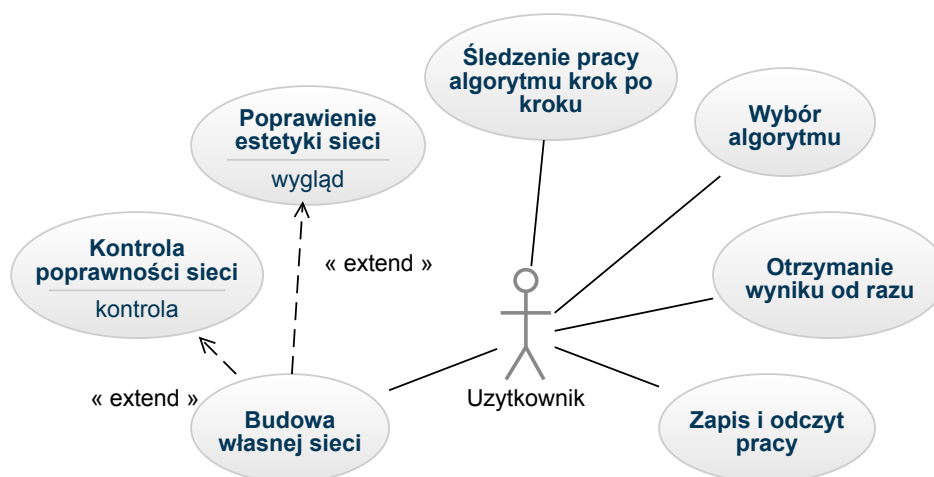 Śledzenie pracy
algorytmu krok po
kroku
Wybór
algorytmu
Poprawienie
estetyki sieci
wygląd
Kontrola
poprawności sieci
kontrola
« extend »
Otrzymanie
wyniku od razu
« extend »
Uzytkownik
Budowa
własnej sieci
Zapis i odczyt
pracy